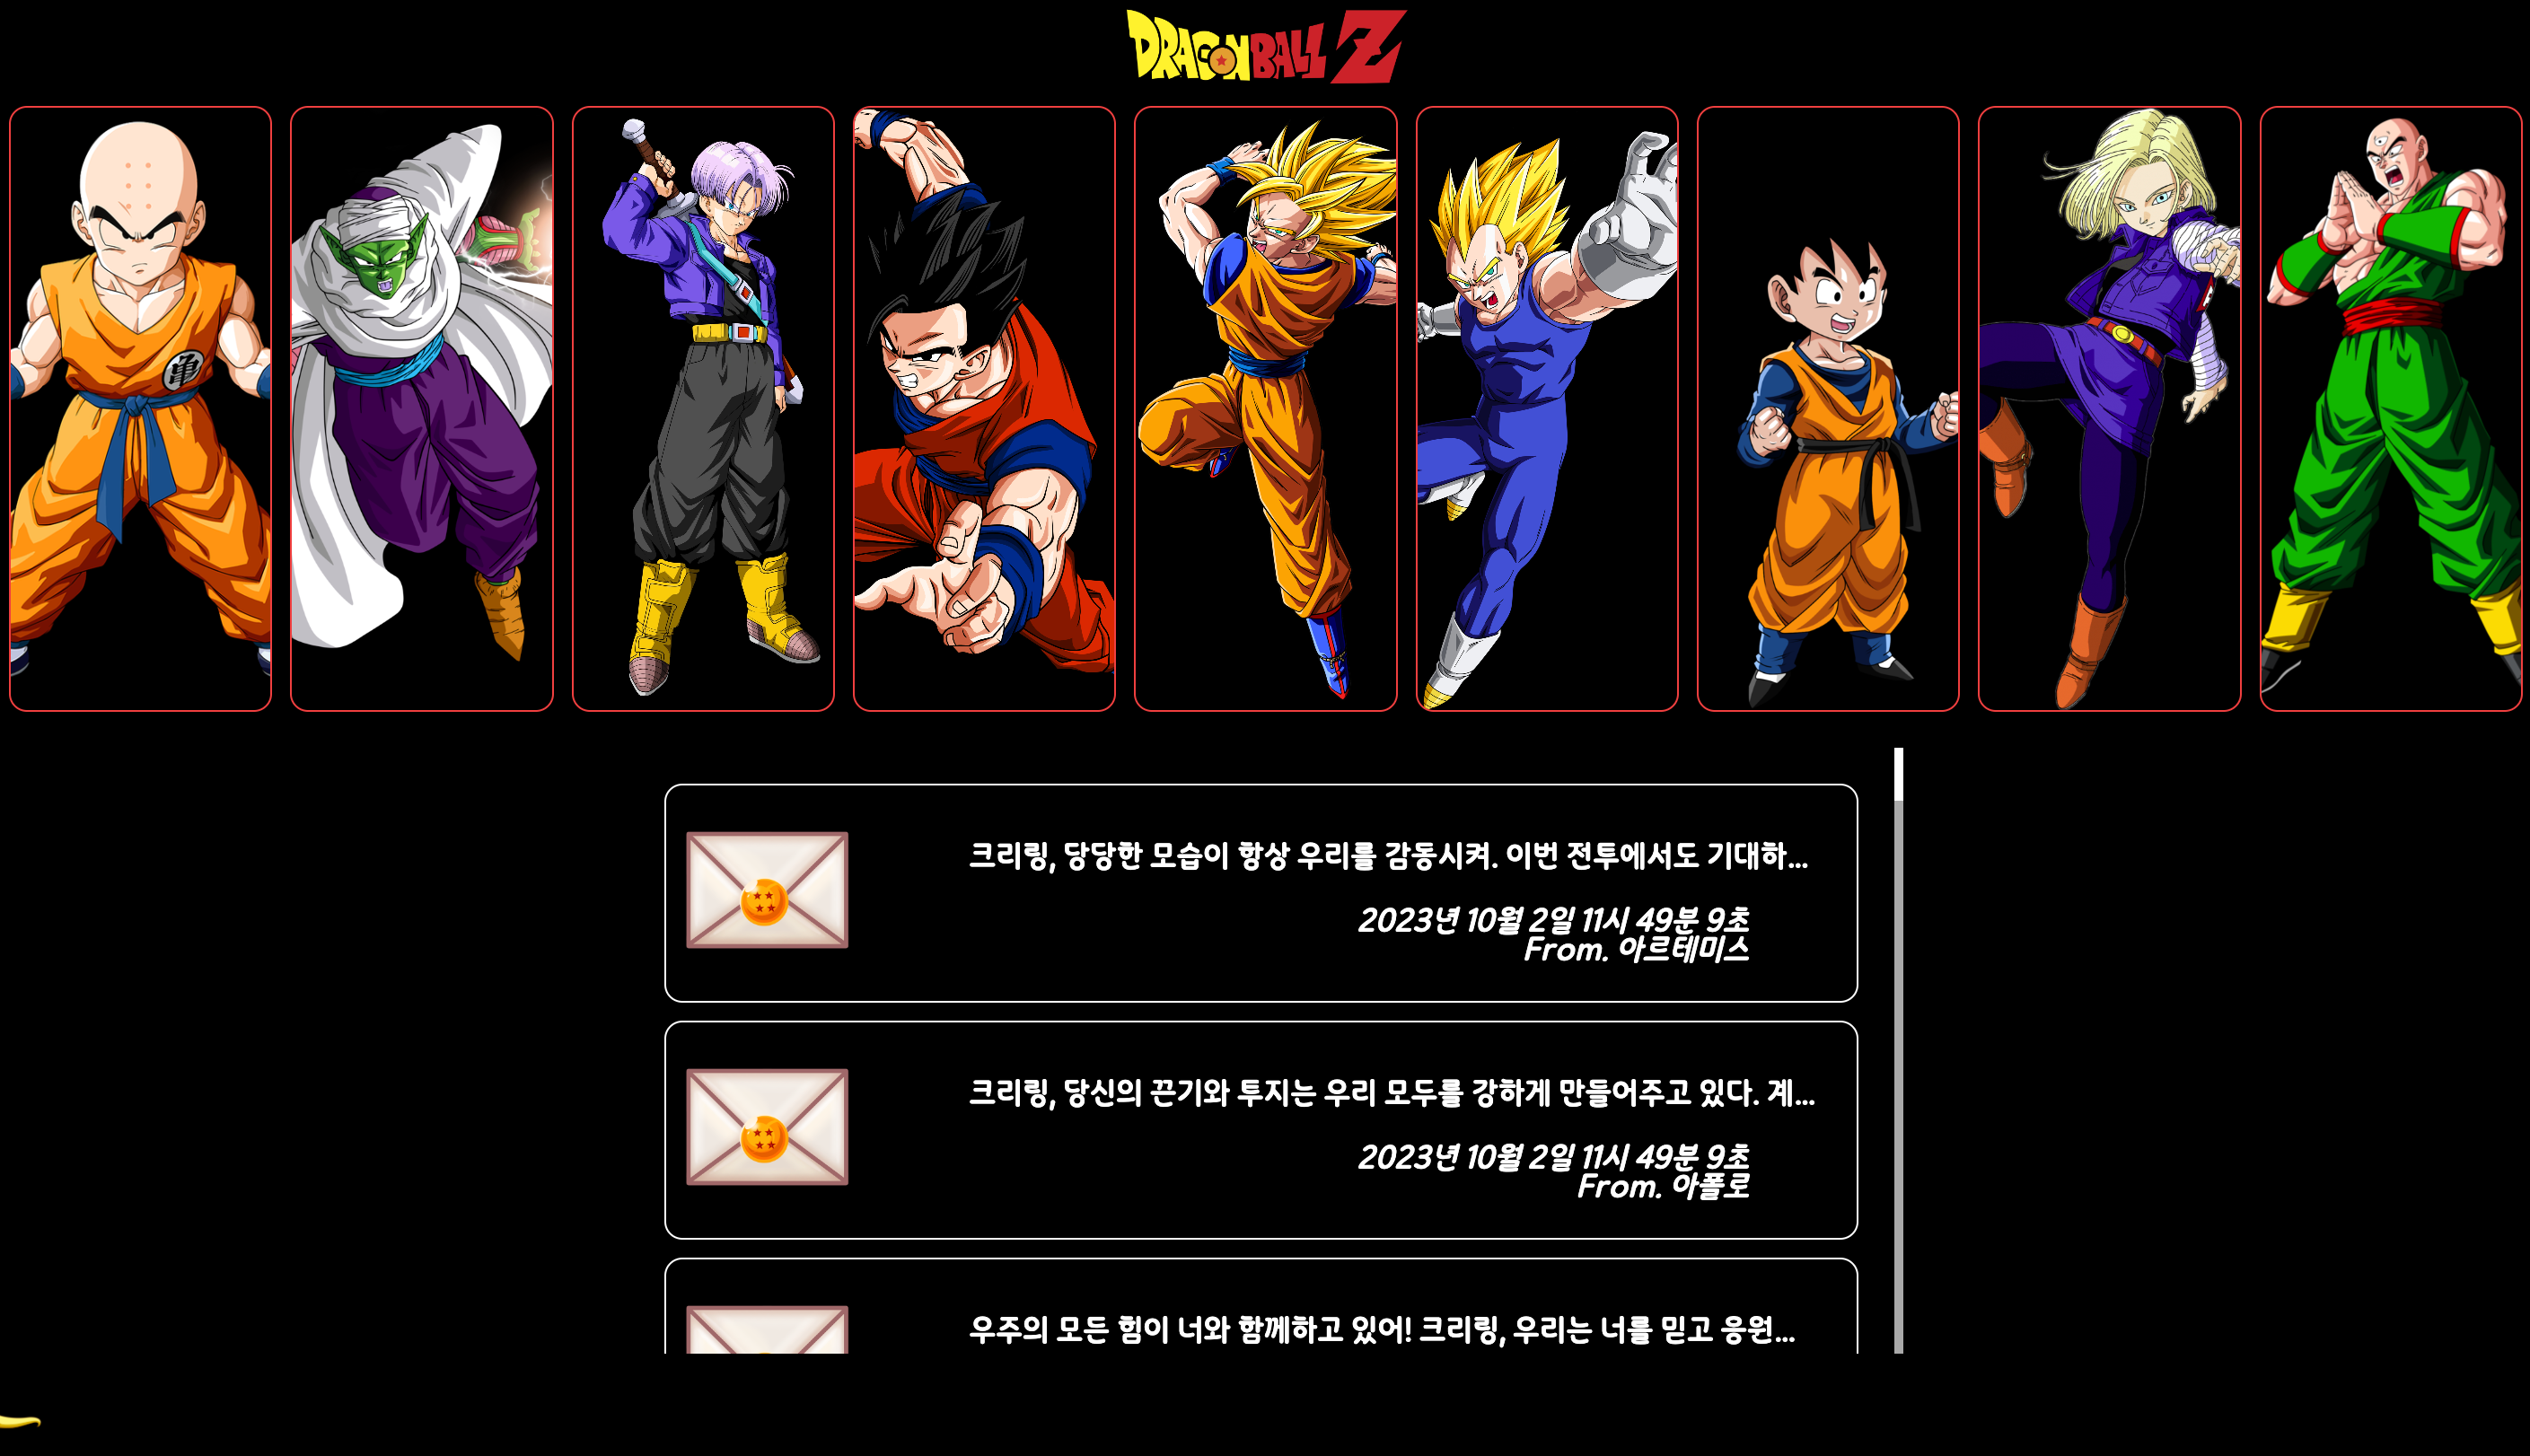 DRAGON BALL Z
亀
크리링, 당당한 모습이 항상 우리를 감동시켜. 이번 전투에서도 기대하...
2023년 10월 2일 11시 49분 9초
From. 아르테미스
크리링, 당신의 끈기와 투지는 우리 모두를 강하게 만들어주고 있다. 계...
2023년 10월 2일 11시 49분 9초
From. 아폴로
우주의 모든 힘이 너와 함께하고 있어! 크리링, 우리는 너를 믿고 응원...